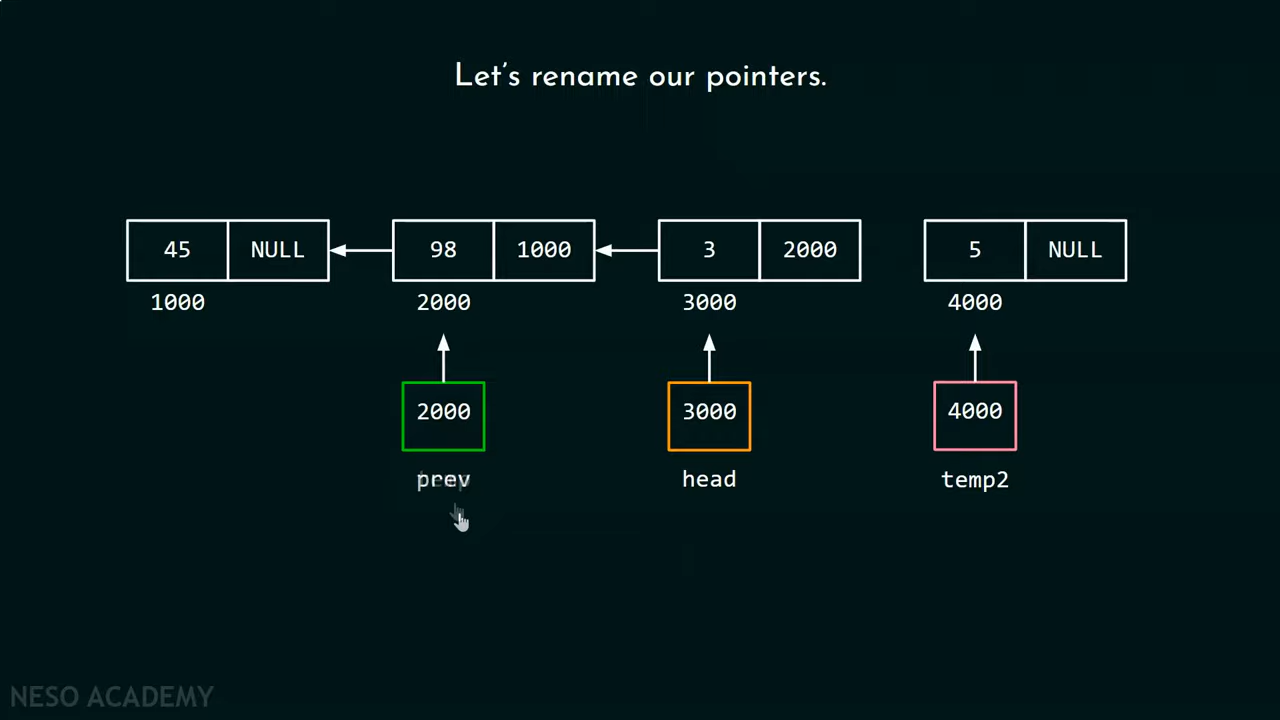 Let's rename our pointers.
45 NULL 98 1000 3 2000 5 NULL
1000 2000 3000 4000
2000 3000 4000
prev head temp2
NESO ACADEMY